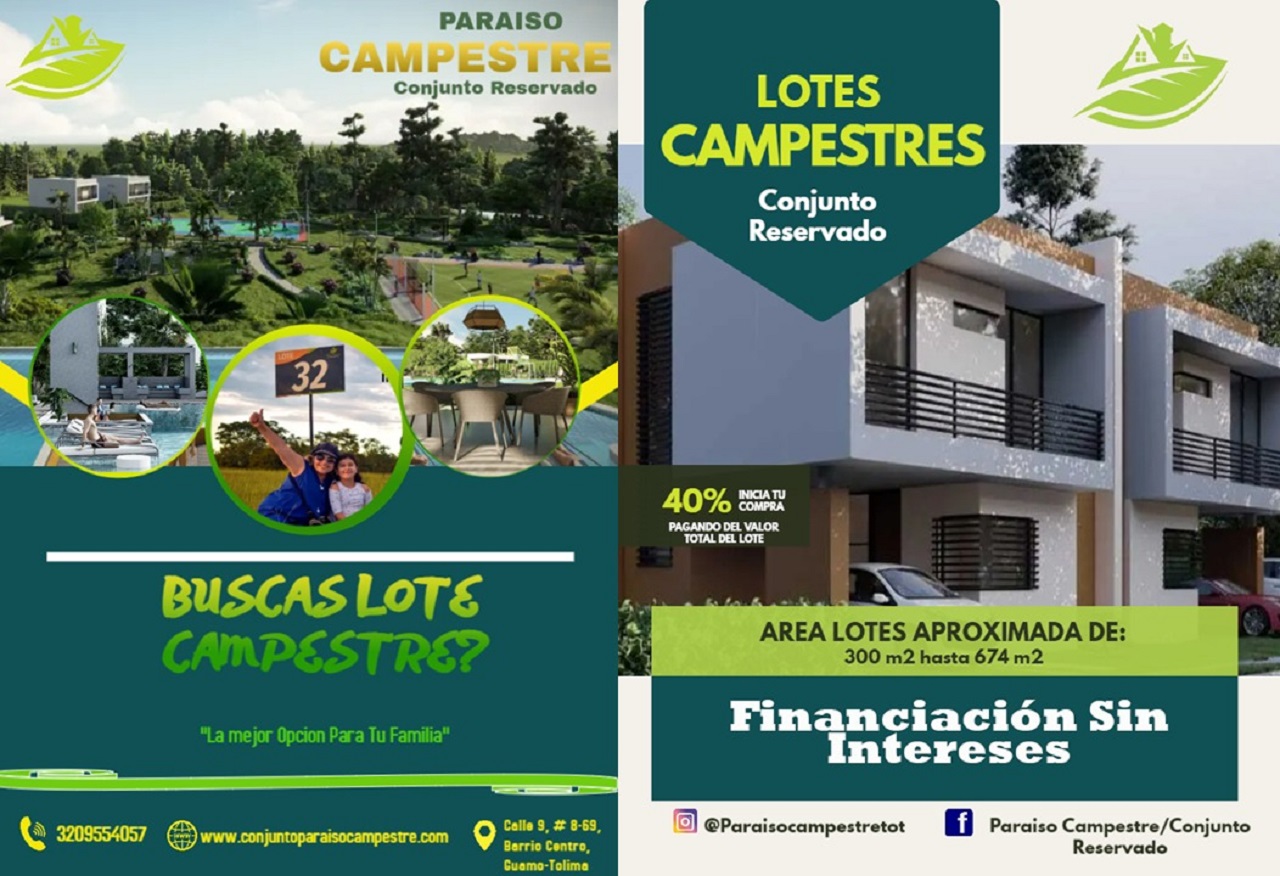 PARAISO
CAMPESTRE
Conjunto Reservado
LOTE
32
BUSCAS LOTE
CAMPESTRE?
"La mejor Opcion Para Tu Familia"
3209554057
www.conjuntoparaisocampestre.com
Calle 9, # 8-69,
Barrio Centro,
Guamo-Tolima
LOTES
CAMPESTRES
Conjunto
Reservado
40% INICIA TU
COMPRA
PAGANDO DEL VALOR
TOTAL DEL LOTE
AREA LOTES APROXIMADA DE:
300 m2 hasta 674 m2
Financiación Sin
Intereses
@Paraisocampestretot
Paraiso Campestre/Conjunto
Reservado